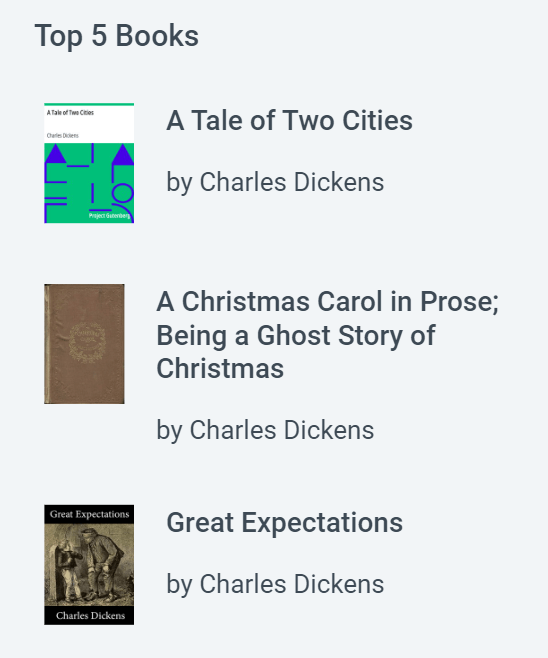 Top 5 Books
A Tale of Two Cities
Charles Dickens
Project Gutenberg
A Tale of Two Cities
by Charles Dickens
A Christmas Carol in Prose;
Being a Ghost Story of
Christmas
by Charles Dickens
Great Expectations
Charles Dickens
Great Expectations
by Charles Dickens